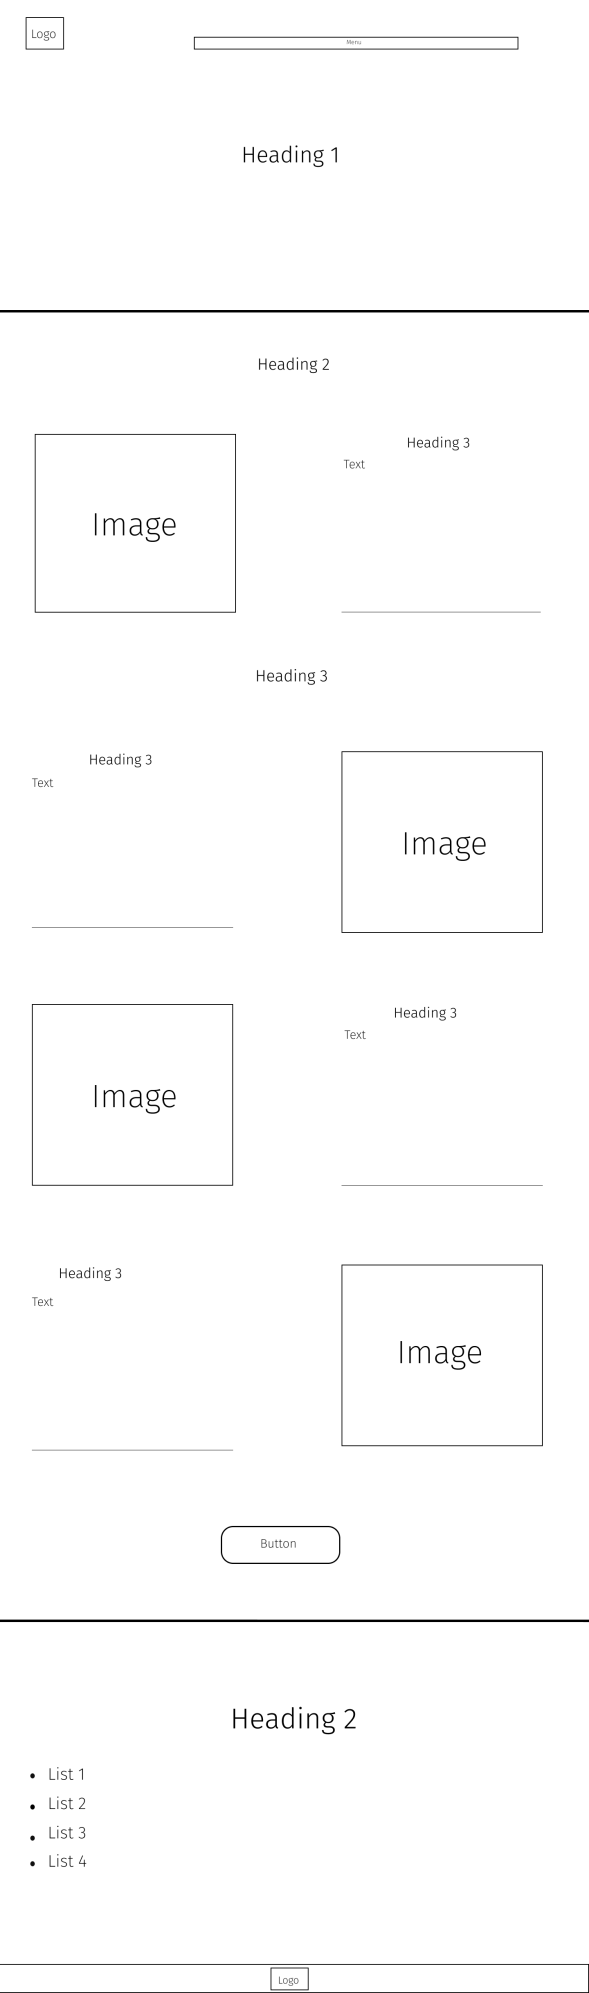 Logo
Menu
Heading 1
Heading 2
Image
Heading 3
Text
Heading 3
Heading 3
Text
Image
Image
Heading 3
Text
Heading 3
Text
Image
Button
Heading 2
• List 1
• List 2
• List 3
• List 4
Logo